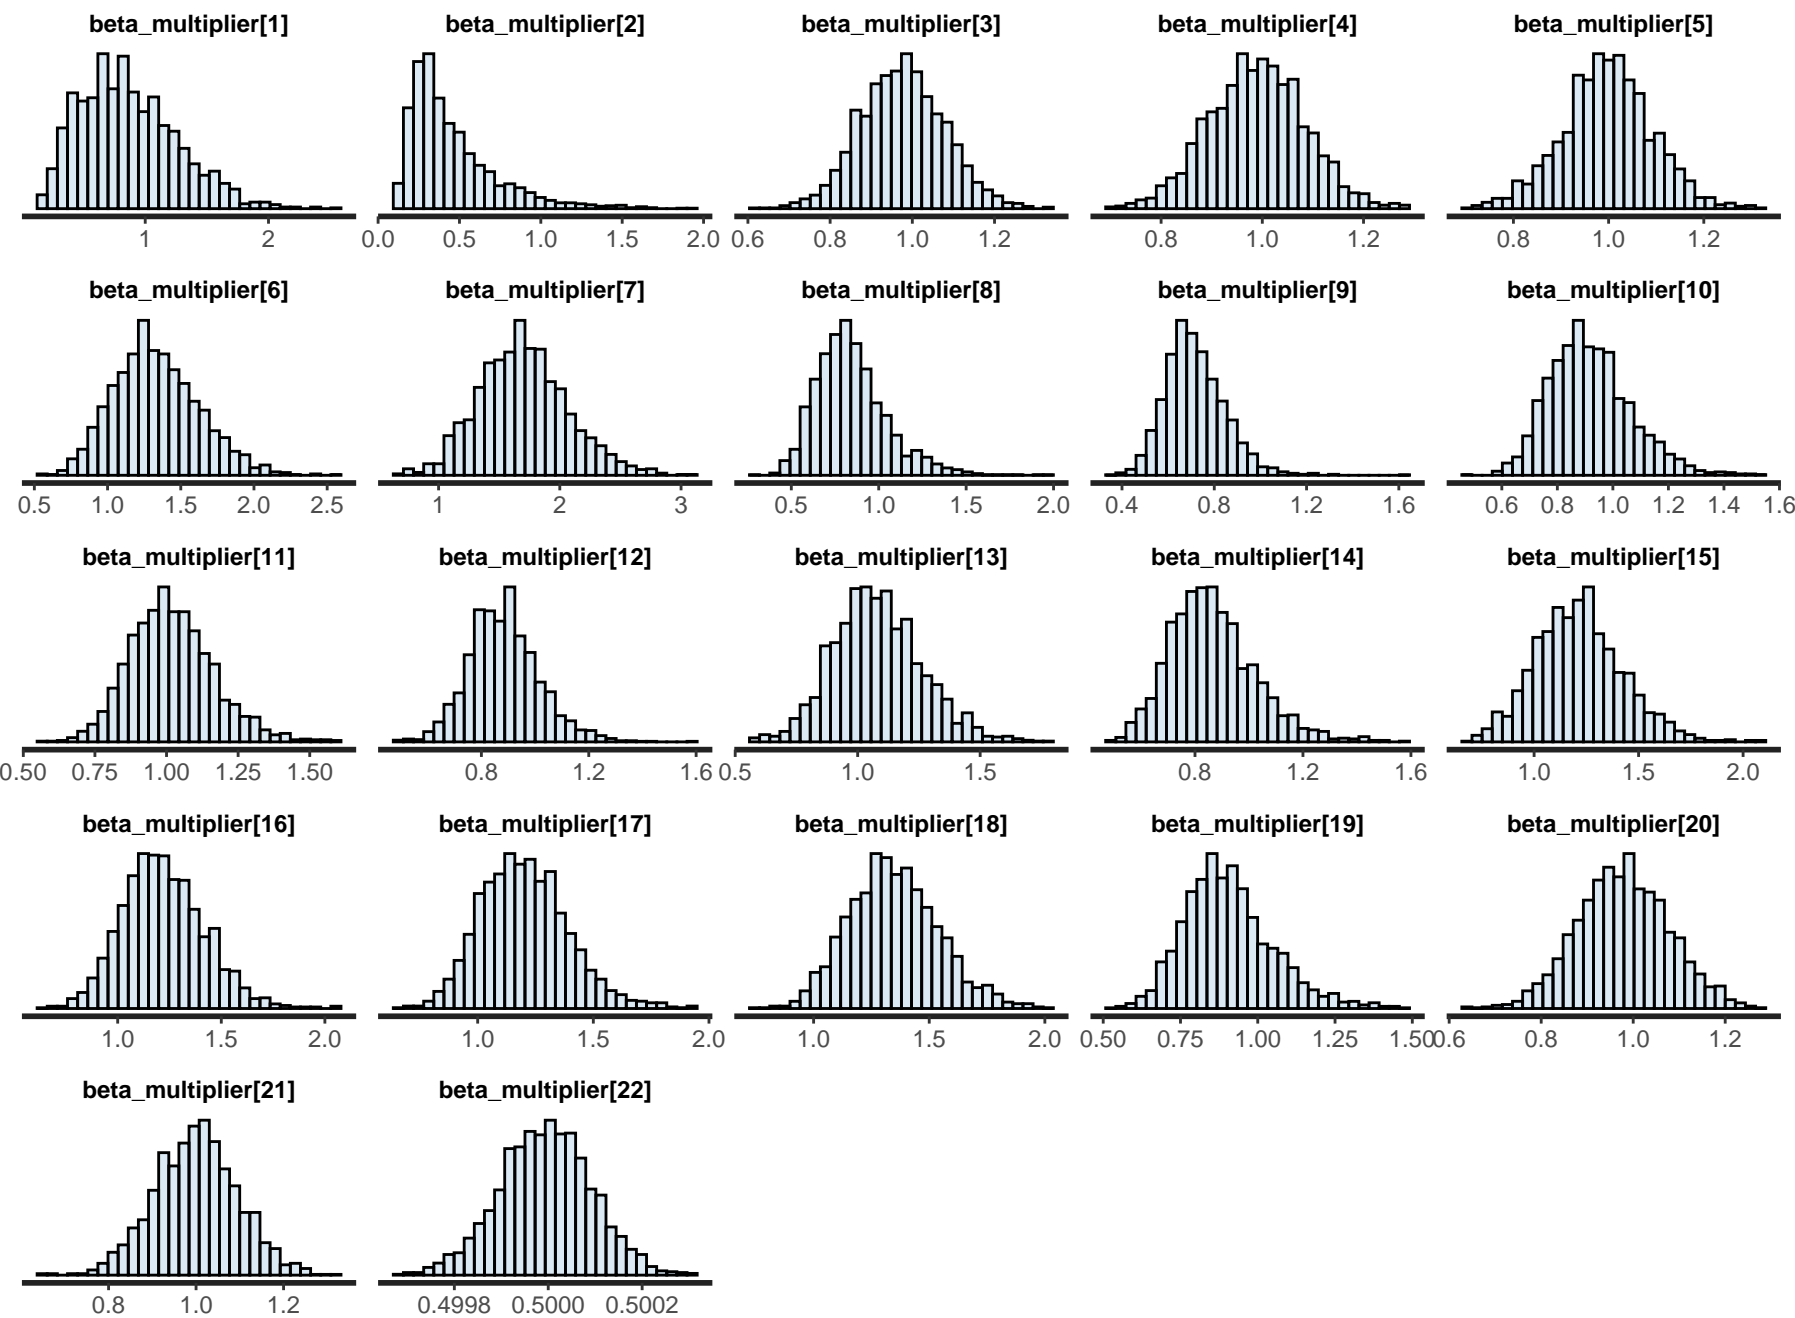 beta_multiplier[1] beta_multiplier[2] beta_multiplier[3] beta_multiplier[4] beta_multiplier[5]
1 2 0.0 0.5 1.0 1.5 2.0 0.6 0.8 1.0 1.2 0.8 1.0 1.2 0.8 1.0 1.2
beta_multiplier[6] beta_multiplier[7] beta_multiplier[8] beta_multiplier[9] beta_multiplier[10]
0.5 1.0 1.5 2.0 2.5 1 2 3 0.5 1.0 1.5 2.0 0.4 0.8 1.2 1.6 0.6 0.8 1.0 1.2 1.4 1.6
beta_multiplier[11] beta_multiplier[12] beta_multiplier[13] beta_multiplier[14] beta_multiplier[15]
0.50 0.75 1.00 1.25 1.50 0.8 1.2 1.6 0.5 1.0 1.5 0.8 1.2 1.6 1.0 1.5 2.0
beta_multiplier[16] beta_multiplier[17] beta_multiplier[18] beta_multiplier[19] beta_multiplier[20]
1.0 1.5 2.0 1.0 1.5 2.0 1.0 1.5 2.0 0.50 0.75 1.00 1.25 1.50 0.6 0.8 1.0 1.2
beta_multiplier[21] beta_multiplier[22]
0.8 1.0 1.2 0.4998 0.5000 0.5002